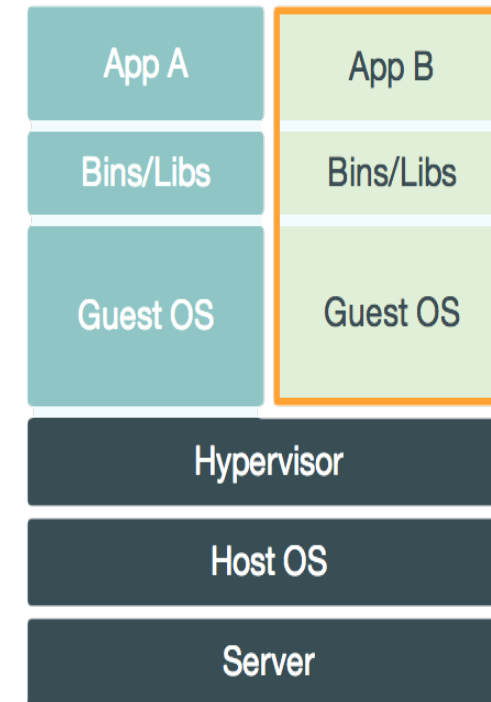 App A
App B
Bins/Libs
Bins/Libs
Guest OS
Guest OS
Hypervisor
Host OS
Server